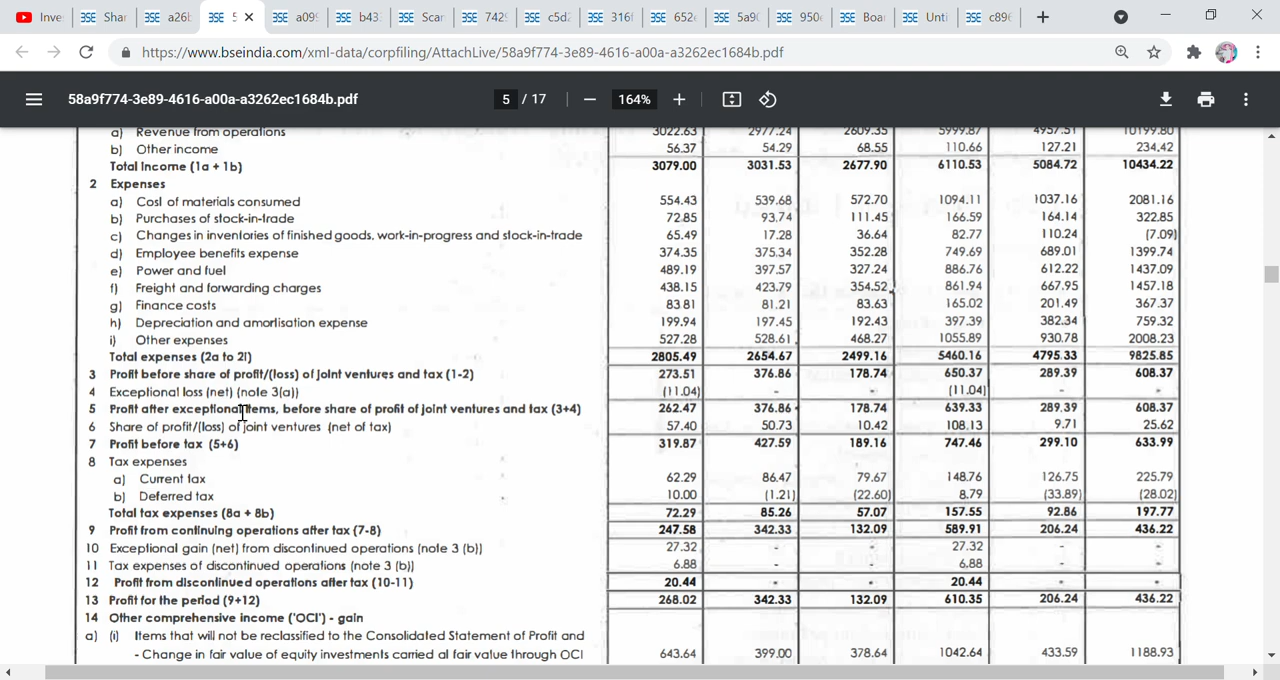 Inve
Shar
a26b
5
a099
b433
Scan
7429
c5d2
316f
652e
5a90
950e
Boar
Unti
c896
https://www.bseindia.com/xml-data/corpfiling/AttachLive/58a9f774-3e89-4616-a00a-a3262ec1684b.pdf
58a9f774-3e89-4616-a00a-a3262ec1684b.pdf 5 / 17 164%
a) Revenue from operations 3022.63 2977.24 2609.35 5999.87 4957.51 10199.80
b) Other income 56.37 54.29 68.55 110.66 127.21 234.42
Total Income (1a + 1b) 3079.00 3031.53 2677.90 6110.53 5084.72 10434.22
2 Expenses
a) Cost of materials consumed 554.43 539.68 572.70 1094.11 1037.16 2081.16
b) Purchases of stock-in-trade 72.85 93.74 111.45 166.59 164.14 322.85
c) Changes in inventories of finished goods, work-in-progress and stock-in-trade 65.49 17.28 36.64 82.77 110.24 (7.09)
d) Employee benefits expense 374.35 375.34 352.28 749.69 689.01 1399.74
e) Power and fuel 489.19 397.57 327.24 886.76 612.22 1437.09
f) Freight and forwarding charges 438.15 423.79 354.52 861.94 667.95 1457.18
g) Finance costs 83.81 81.21 83.63 165.02 201.49 367.37
h) Depreciation and amortisation expense 199.94 197.45 192.43 397.39 382.34 759.32
i) Other expenses 527.28 528.61 468.27 1055.89 930.78 2008.23
Total expenses (2a to 2i) 2805.49 2654.67 2499.16 5460.16 4795.33 9825.85
3 Profit before share of profit/(loss) of joint ventures and tax (1-2) 273.51 376.86 178.74 650.37 289.39 608.37
4 Exceptional loss (net) (note 3(a)) (11.04) - - (11.04) - -
5 Profit after exceptional items, before share of profit of joint ventures and tax (3+4) 262.47 376.86 178.74 639.33 289.39 608.37
6 Share of profit/(loss) of joint ventures (net of tax) 57.40 50.73 10.42 108.13 9.71 25.62
7 Profit before tax (5+6) 319.87 427.59 189.16 747.46 299.10 633.99
8 Tax expenses
a) Current tax 62.29 86.47 79.67 148.76 126.75 225.79
b) Deferred tax 10.00 (1.21) (22.60) 8.79 (33.89) (28.02)
Total tax expenses (8a + 8b) 72.29 85.26 57.07 157.55 92.86 197.77
9 Profit from continuing operations after tax (7-8) 247.58 342.33 132.09 589.91 206.24 436.22
10 Exceptional gain (net) from discontinued operations (note 3 (b)) 27.32 - - 27.32 - -
11 Tax expenses of discontinued operations (note 3 (b)) 6.88 - - 6.88 - -
12 Profit from discontinued operations after tax (10-11) 20.44 - - 20.44 - -
13 Profit for the period (9+12) 268.02 342.33 132.09 610.35 206.24 436.22
14 Other comprehensive income ('OCI') - gain
a) (i) Items that will not be reclassified to the Consolidated Statement of Profit and
- Change in fair value of equity investments carried at fair value through OCI 643.64 399.00 378.64 1042.64 433.59 1188.93